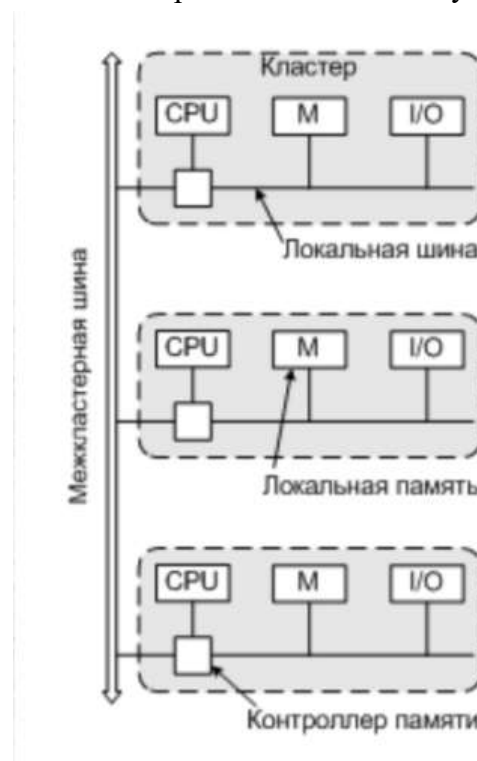 Кластер
CPU M I/O
Локальная шина
Межкластерная шина
CPU M I/O
Локальная память
CPU M I/O
Контроллер памяти